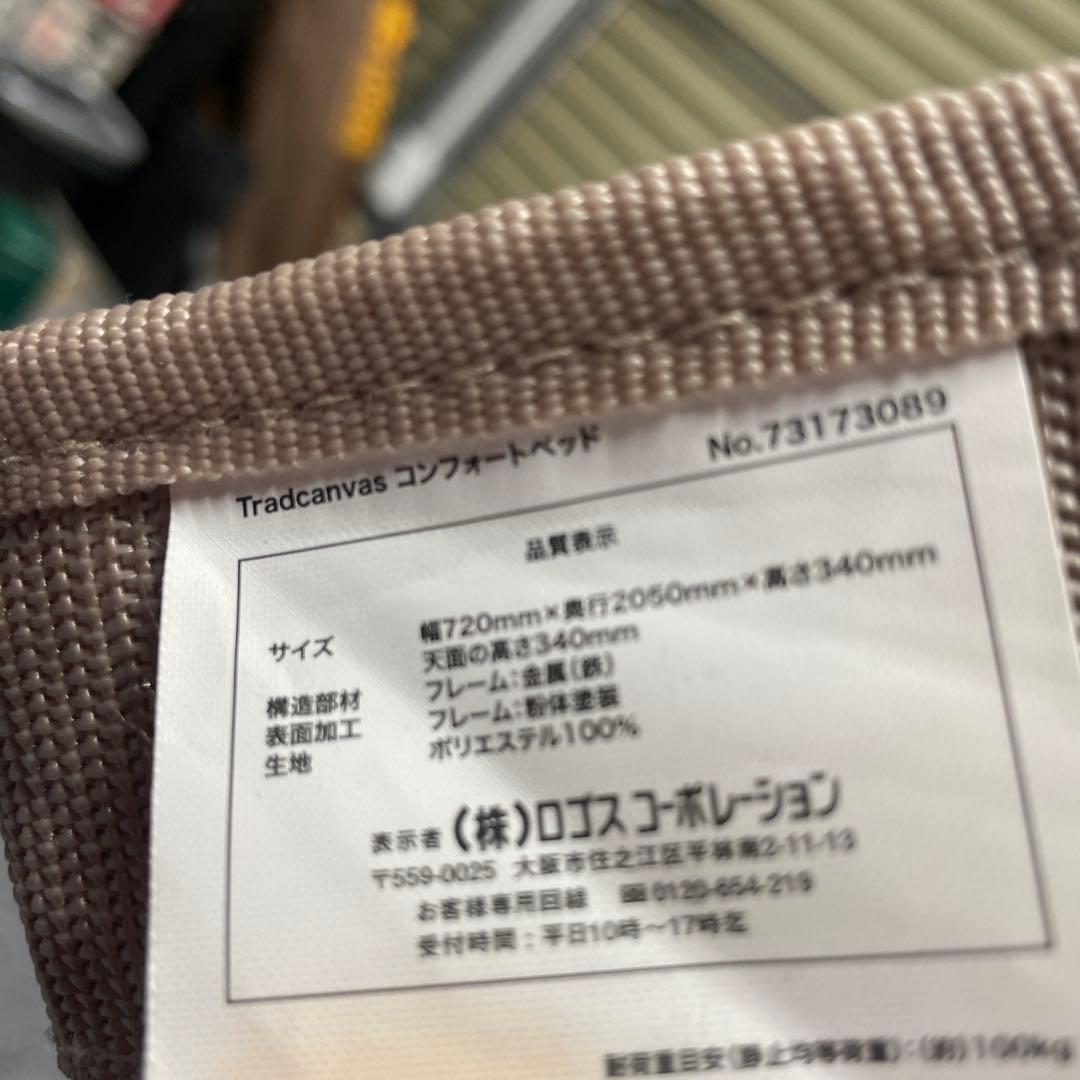 Tradcanvas コンフォートベッド No.73173089
品質表示
サイズ 幅720mm×奥行2050mm×高さ340mm
天面の高さ340mm
構造部材 フレーム：金属（鉄）
表面加工 フレーム：粉体塗装
生地 ポリエステル100%
表示者 （株）ロゴスコーポレーション
〒559-0025 大阪市住之江区平林南2-11-13
お客様専用回線 0120-654-219
受付時間：平日10時〜17時迄
耐荷重目安（静止均等荷重）：（約）100kg